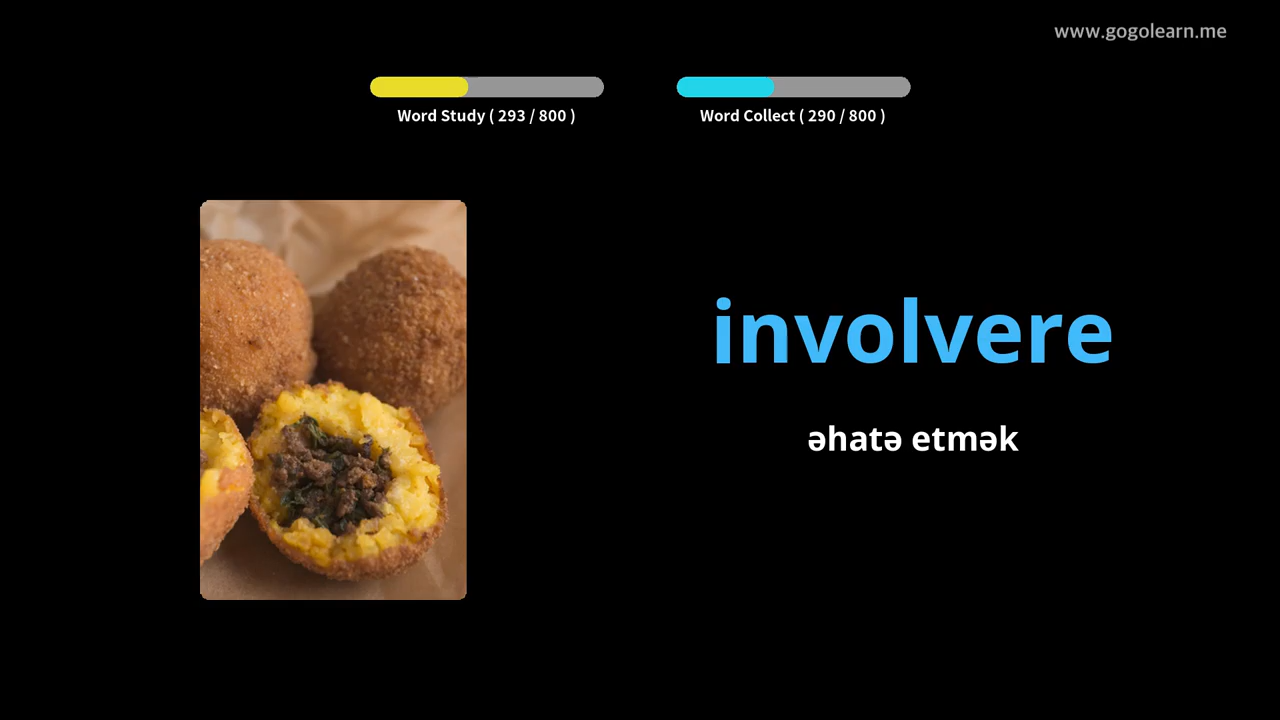 www.gogolearn.me
Word Study ( 293 / 800 )
Word Collect ( 290 / 800 )
involvere
əhatə etmək